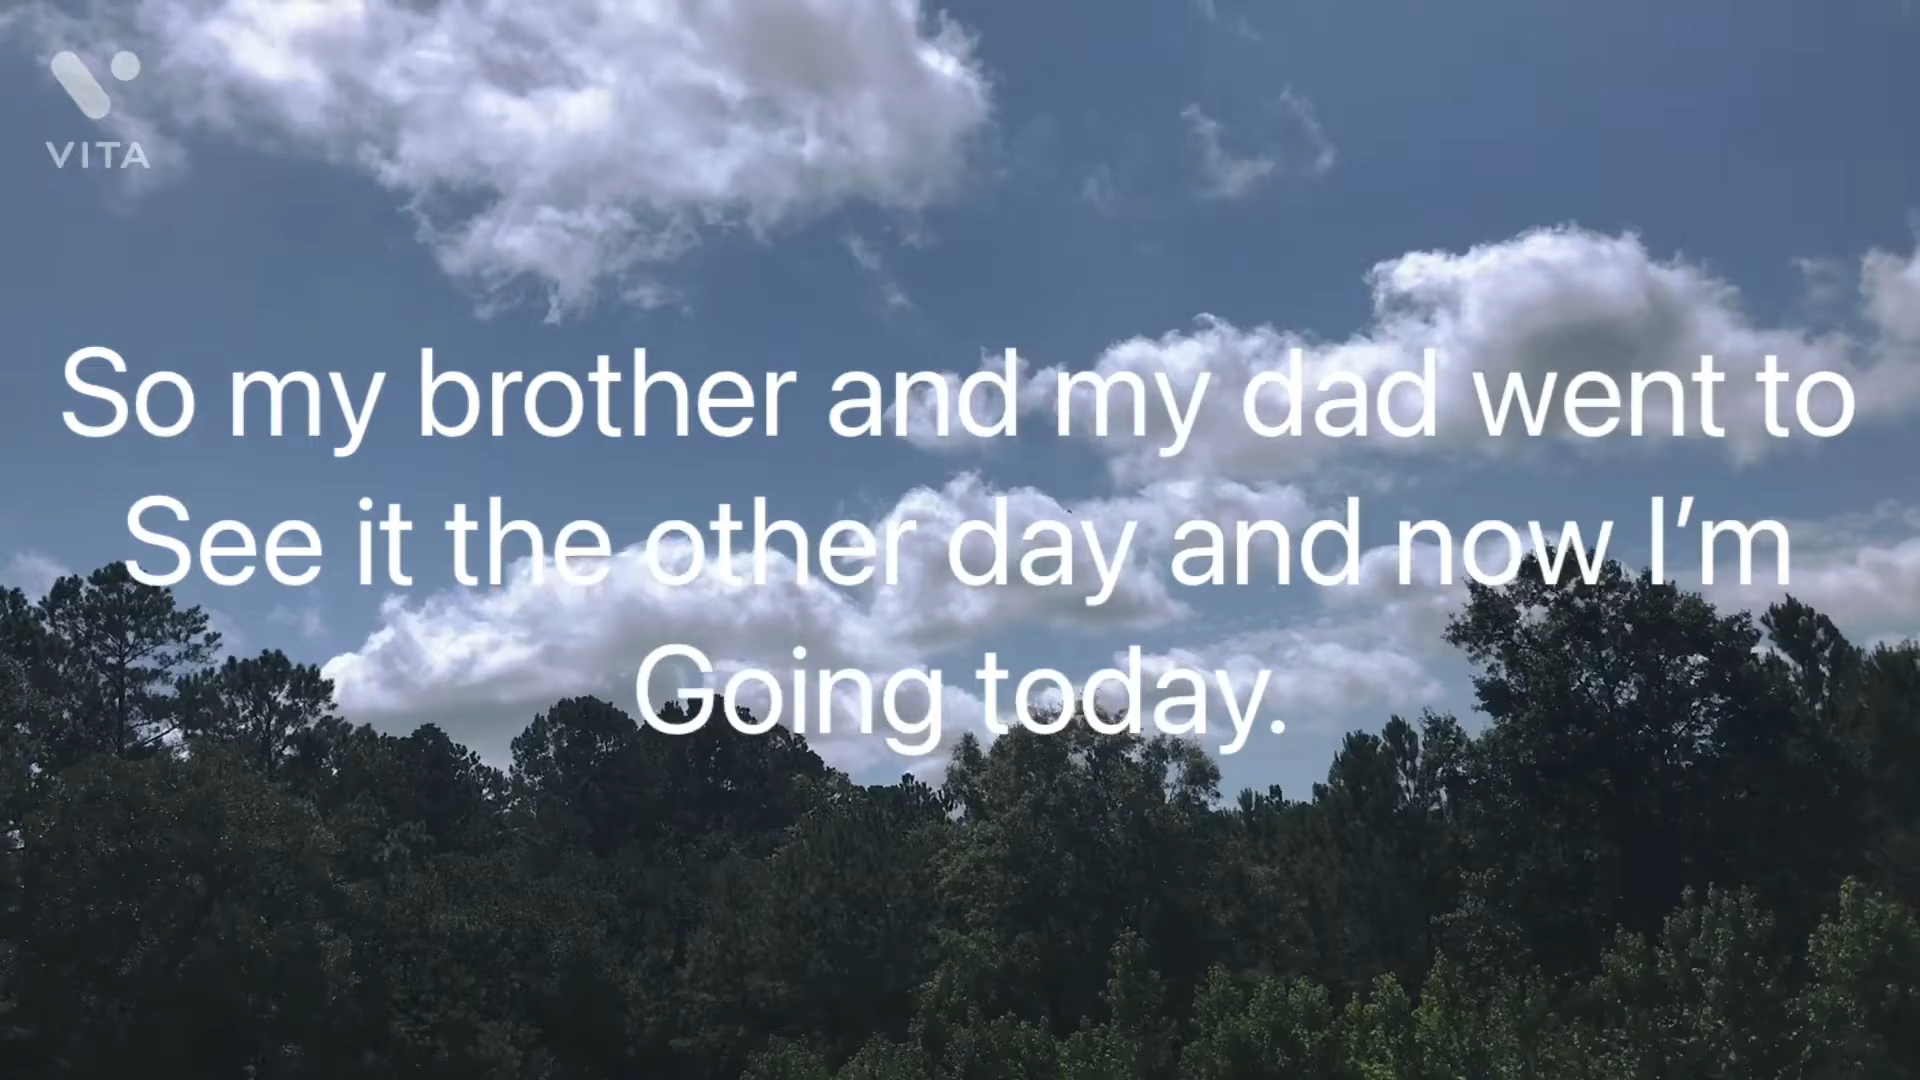 VITA
So my brother and my dad went to
See it the other day and now I’m
Going today.